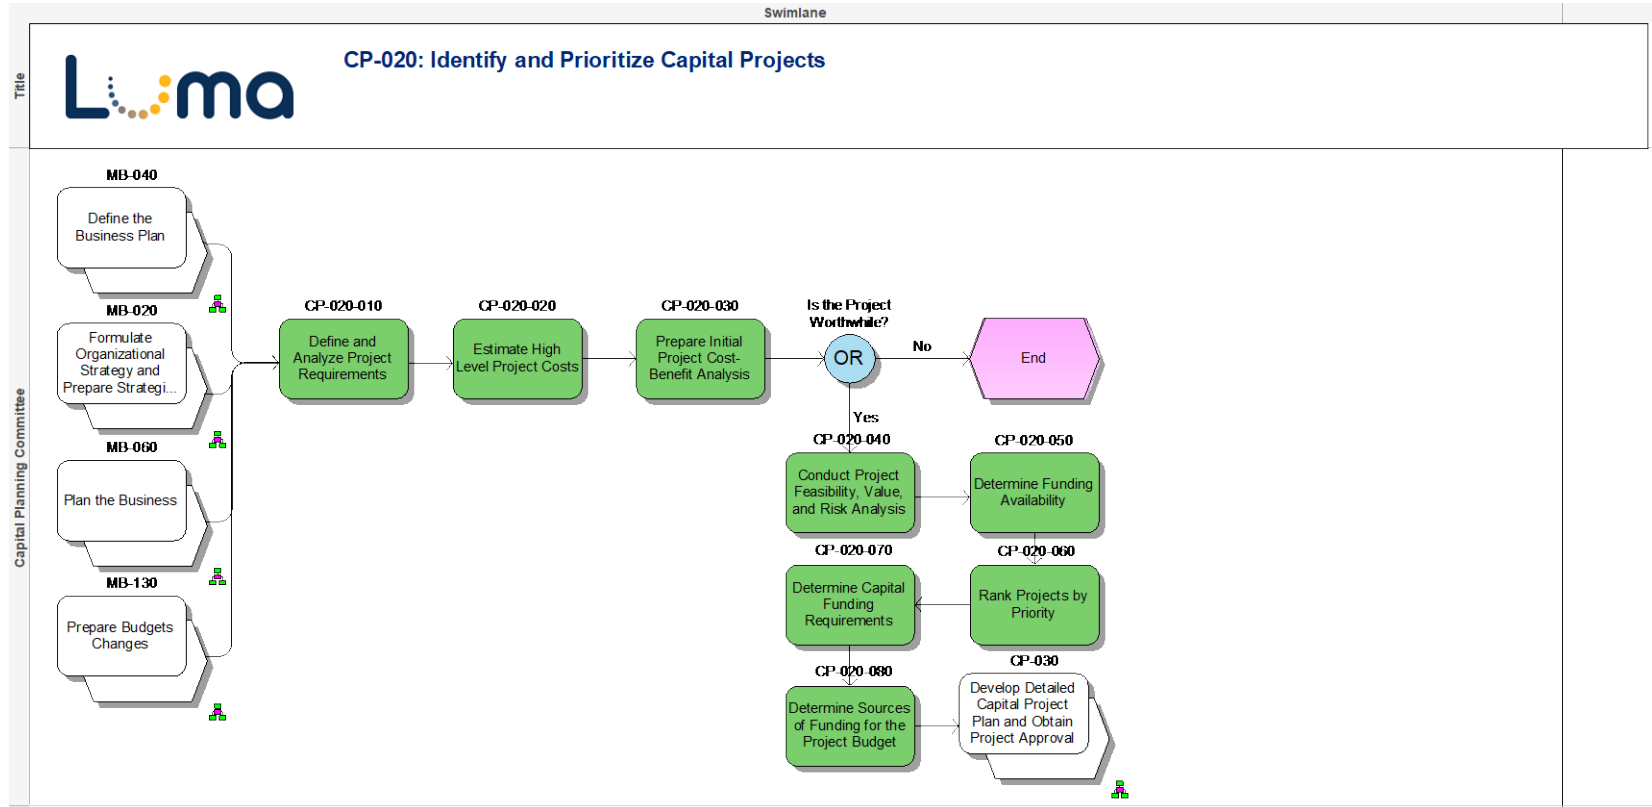 Swimlane
Title
Luma
CP-020: Identify and Prioritize Capital Projects
Capital Planning Committee
MB-040
Define the
Business Plan
MB-020
Formulate
Organizational
Strategy and
Prepare Strategi...
MB-060
Plan the Business
MB-130
Prepare Budgets
Changes
CP-020-010
Define and
Analyze Project
Requirements
CP-020-020
Estimate High
Level Project Costs
CP-020-030
Prepare Initial
Project Cost-
Benefit Analysis
Is the Project
Worthwhile?
OR
No
End
Yes
CP-020-040
Conduct Project
Feasibility, Value,
and Risk Analysis
CP-020-050
Determine Funding
Availability
CP-020-060
Rank Projects by
Priority
CP-020-070
Determine Capital
Funding
Requirements
CP-020-080
Determine Sources
of Funding for the
Project Budget
CP-030
Develop Detailed
Capital Project
Plan and Obtain
Project Approval